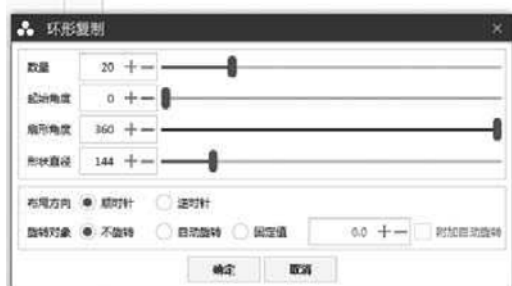 环形复制
数量 20
起始角度 0
扇形角度 360
形状直径 144
布局方向 顺时针 逆时针
旋转对象 不旋转 自动旋转 固定值 0.0 附加自动旋转
确定 取消